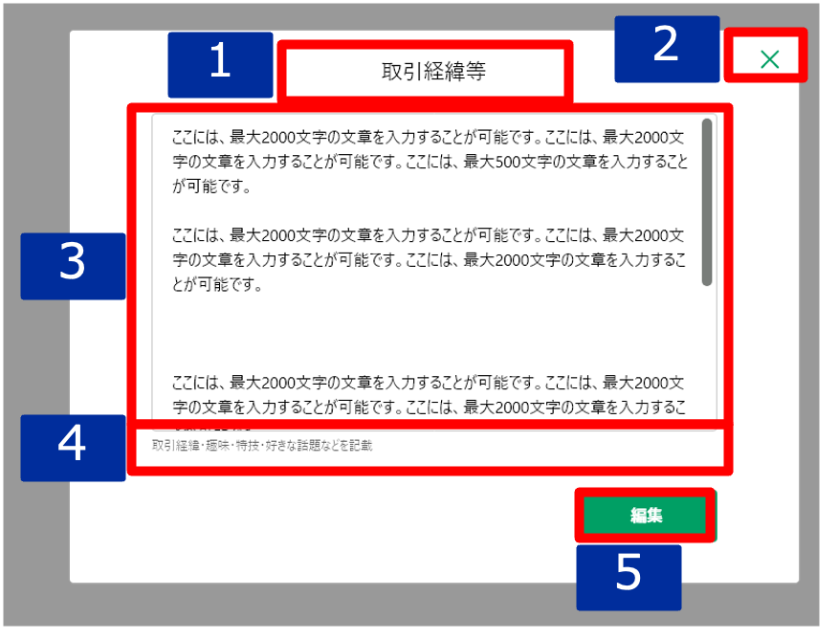 1
取引経緯等
2
×
3
ここには、最大2000文字の文章を入力することが可能です。ここには、最大2000文
字の文章を入力することが可能です。ここには、最大500文字の文章を入力すること
が可能です。
ここには、最大2000文字の文章を入力することが可能です。ここには、最大2000文
字の文章を入力することが可能です。ここには、最大2000文字の文章を入力するこ
とが可能です。
ここには、最大2000文字の文章を入力することが可能です。ここには、最大2000文
字の文章を入力することが可能です。ここには、最大2000文字の文章を入力するこ
4
取引経緯・趣味・特技・好きな話題などを記載
編集
5